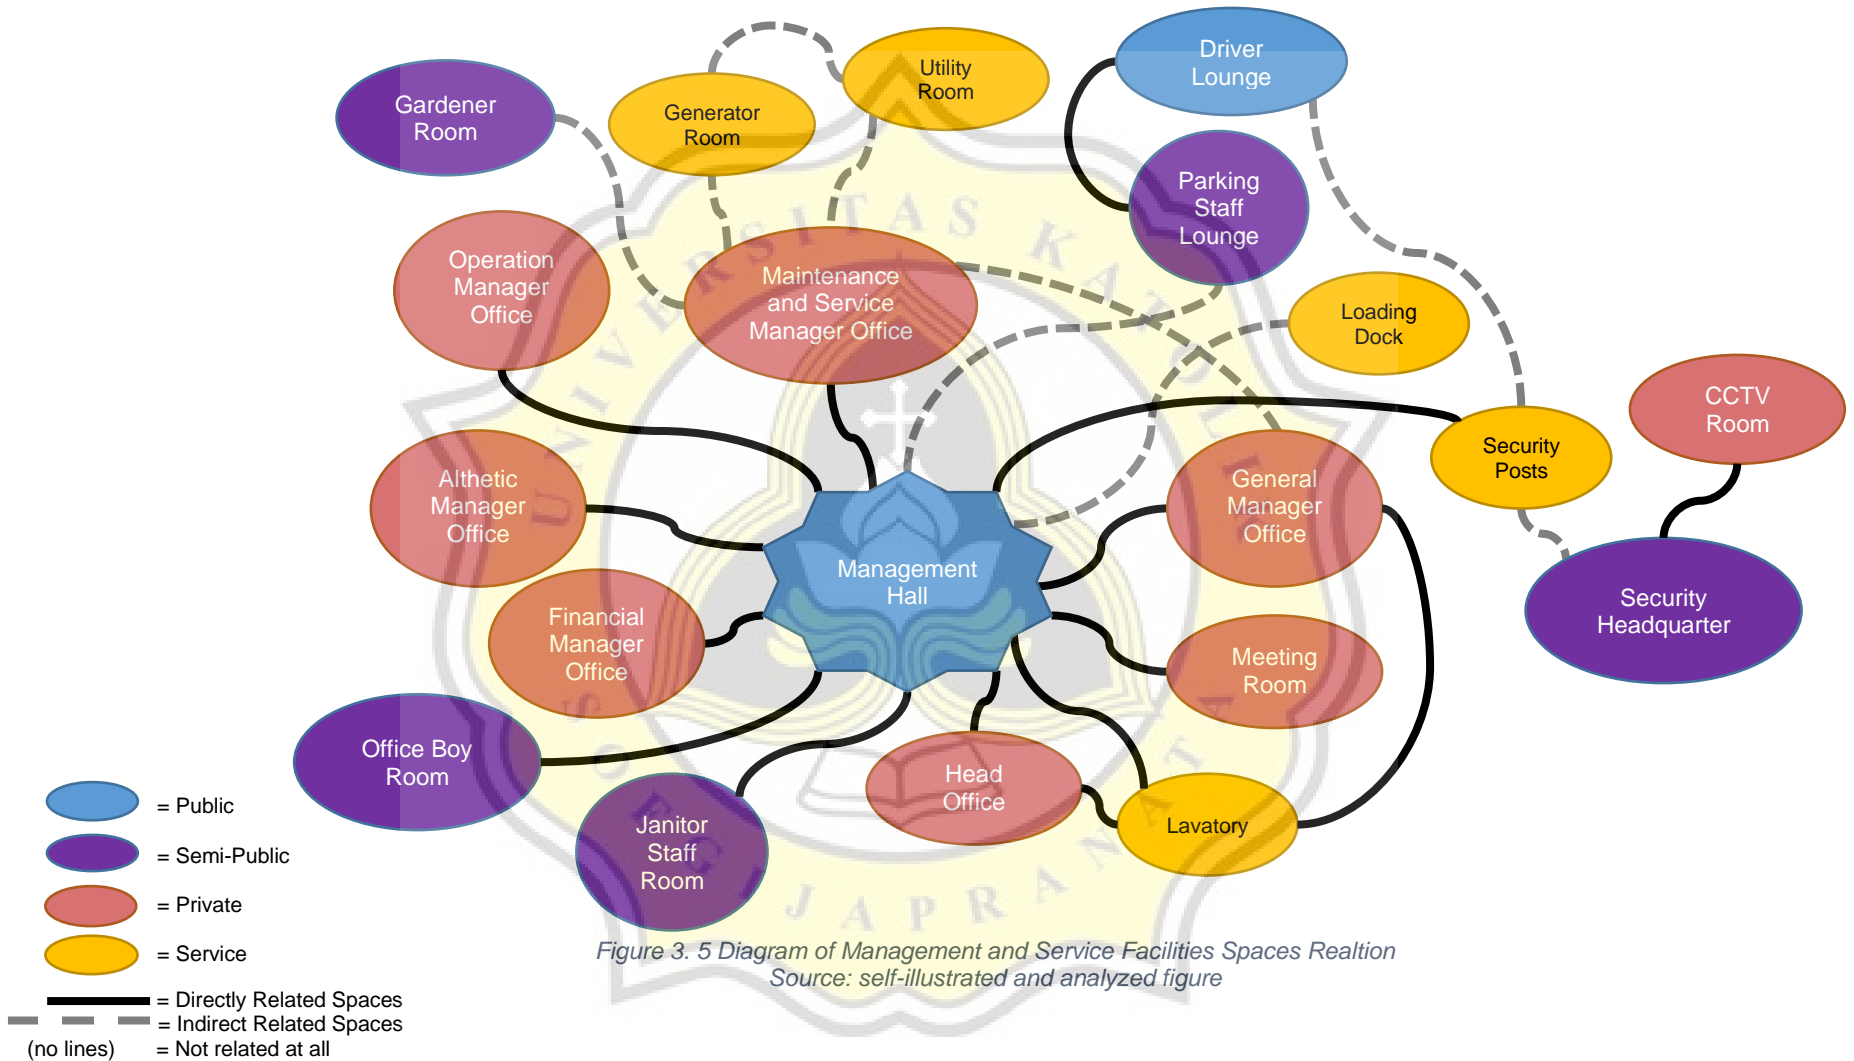 Driver
Lounge
Utility
Room
Gardener
Room
Generator
Room
Parking
Staff
Lounge
Operation
Manager
Office
Maintenance
and Service
Manager Office
Loading
Dock
CCTV
Room
Security
Posts
Althetic
Manager
Office
General
Manager
Office
Management
Hall
Security
Headquarter
Financial
Manager
Office
Meeting
Room
Office Boy
Room
Head
Office
Janitor
Staff
Room
Lavatory
= Public
= Semi-Public
= Private
= Service
= Directly Related Spaces
= Indirect Related Spaces
(no lines) = Not related at all
Figure 3. 5 Diagram of Management and Service Facilities Spaces Realtion
Source: self-illustrated and analyzed figure
UNIVERSITAS KATOLIK